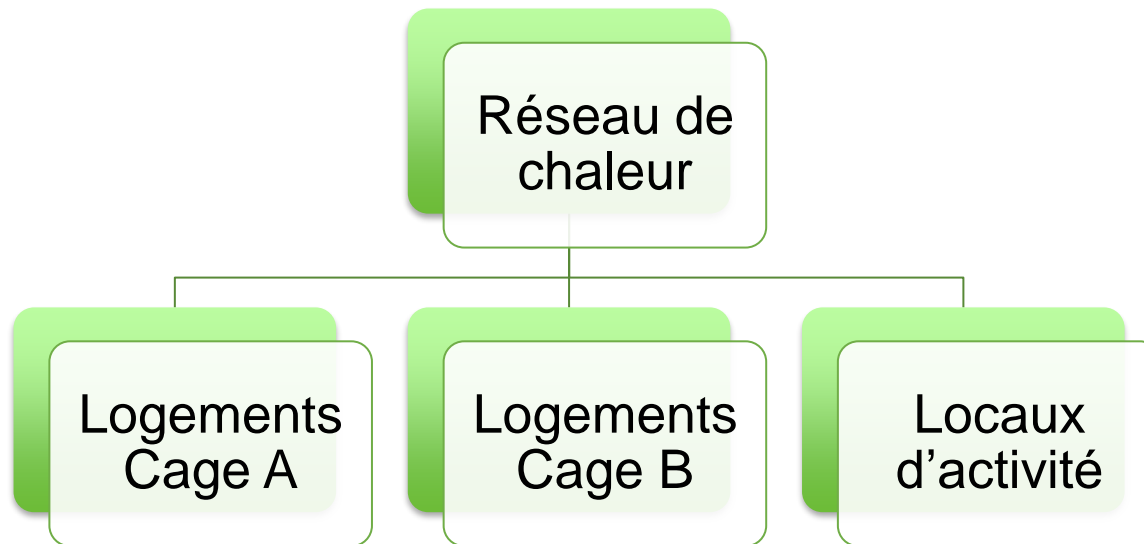 Réseau de
chaleur
Logements
Cage A
Logements
Cage B
Locaux
d’activité